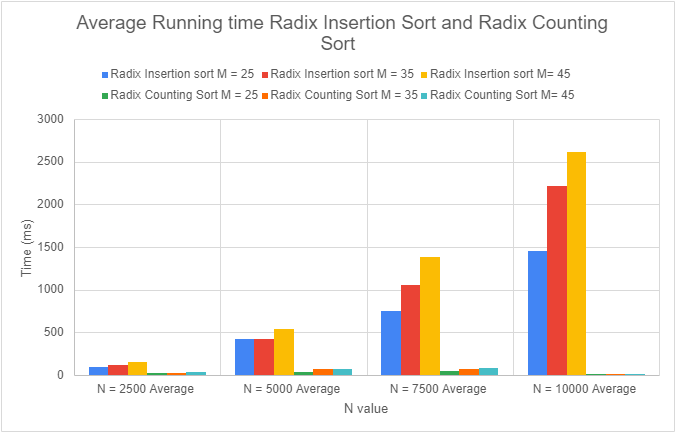 Average Running time Radix Insertion Sort and Radix Counting
Sort
Radix Insertion sort M = 25 Radix Insertion sort M = 35 Radix Insertion sort M= 45
Radix Counting Sort M = 25 Radix Counting Sort M = 35 Radix Counting Sort M= 45
3000
2500
2000
1500
1000
500
0
Time (ms)
N = 2500 Average N = 5000 Average N = 7500 Average N = 10000 Average
N value